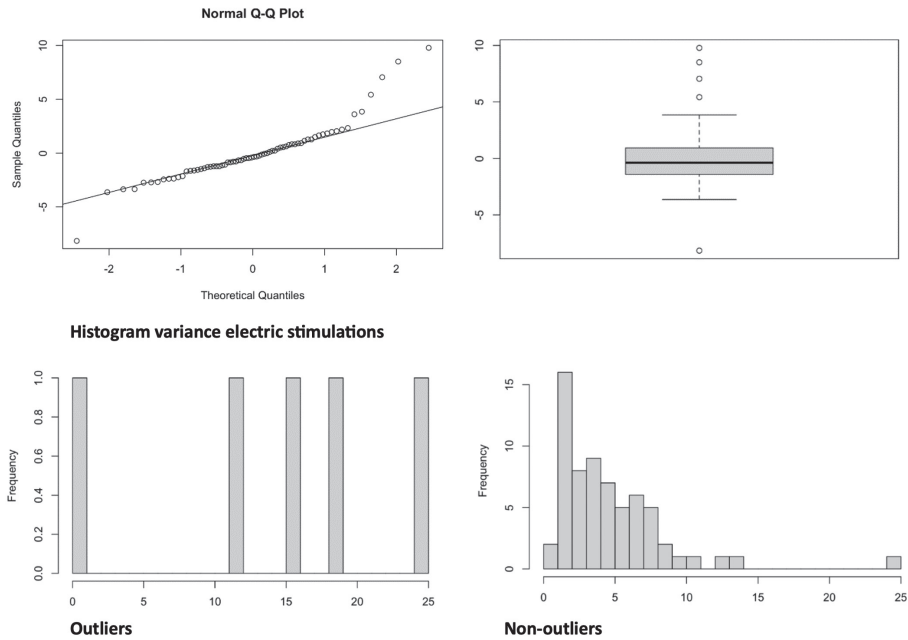 Normal Q-Q Plot
Sample Quantiles
10
5
0
-5
-2 -1 0 1 2
Theoretical Quantiles
10
5
0
-5
Histogram variance electric stimulations
Frequency
1.0
0.8
0.6
0.4
0.2
0.0
0 5 10 15 20 25
Outliers
Frequency
15
10
5
0
0 5 10 15 20 25
Non-outliers